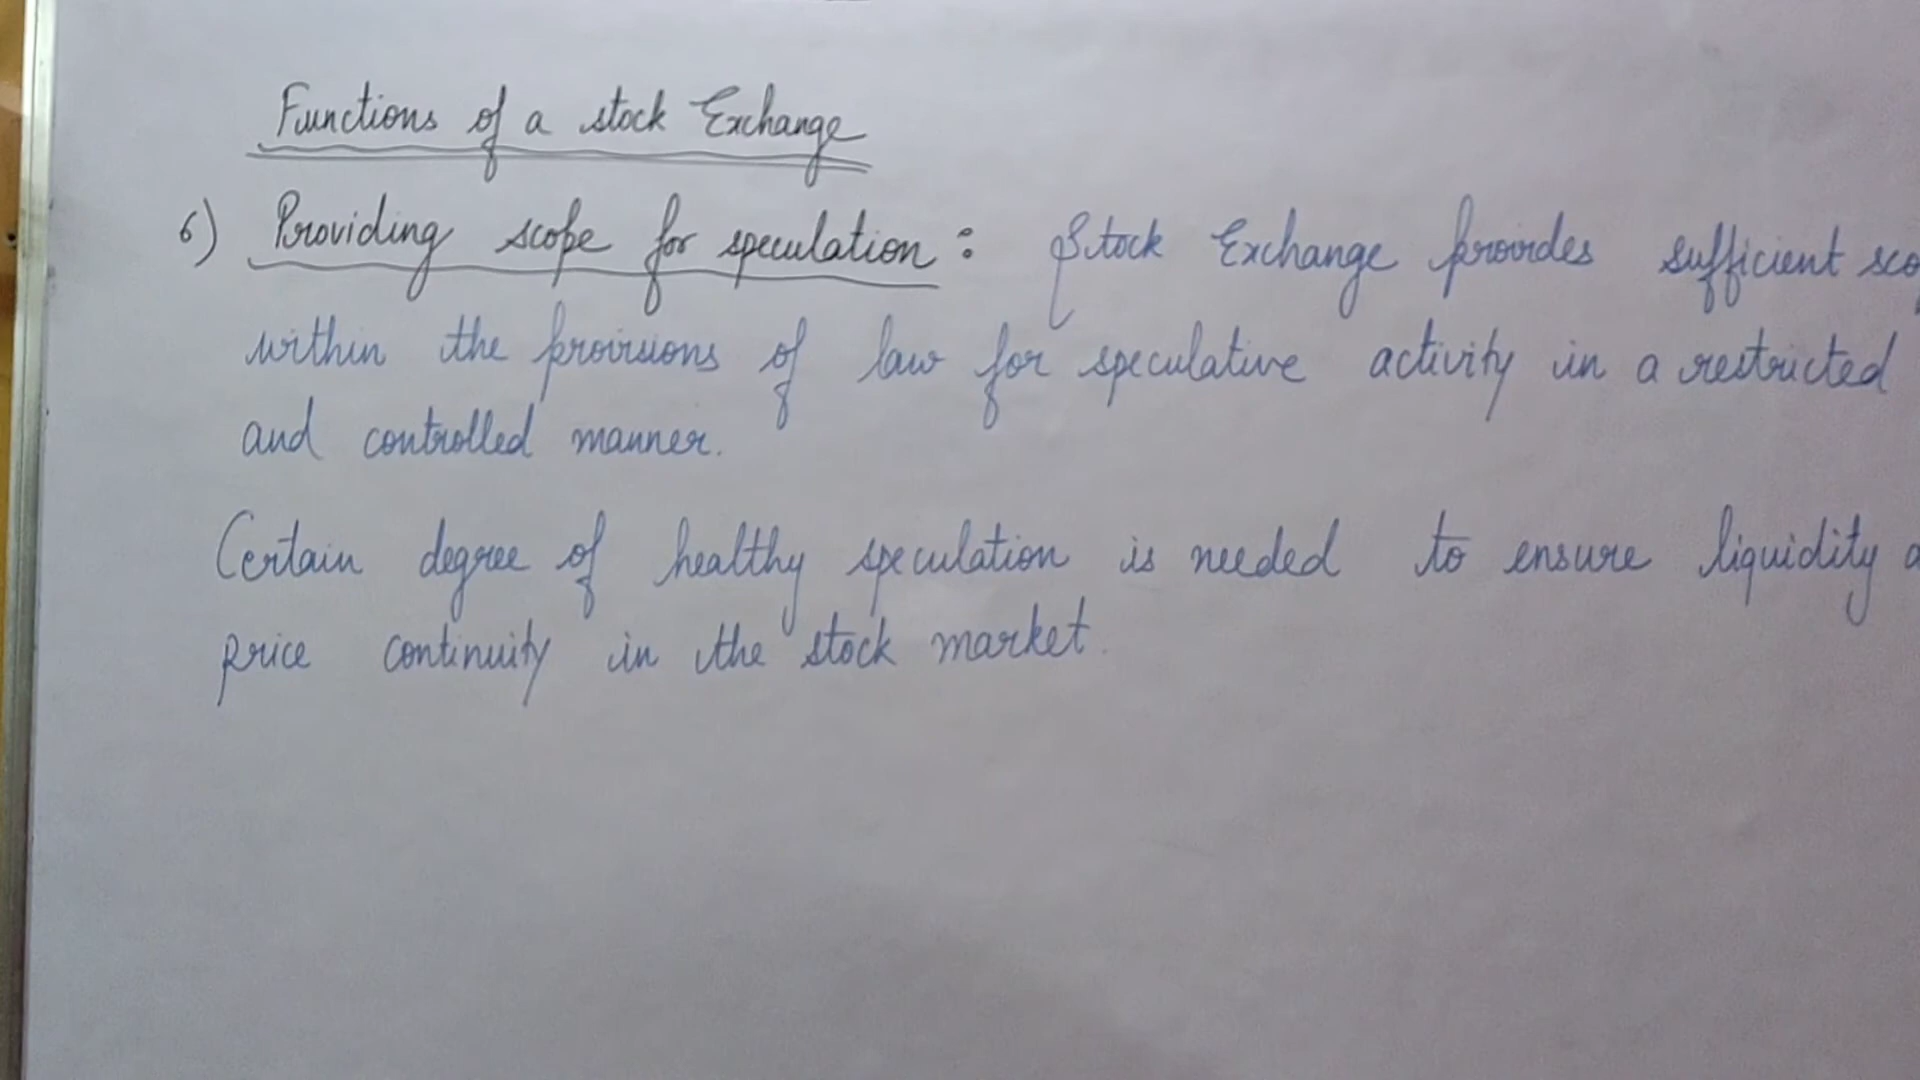 Functions of a stock Exchange
6) Providing scope for speculation : Stock Exchange provides sufficient sco
within the provisions of law for speculative activity in a restricted
and controlled manner.
Certain degree of healthy speculation is needed to ensure liquidity a
price continuity in the stock market.